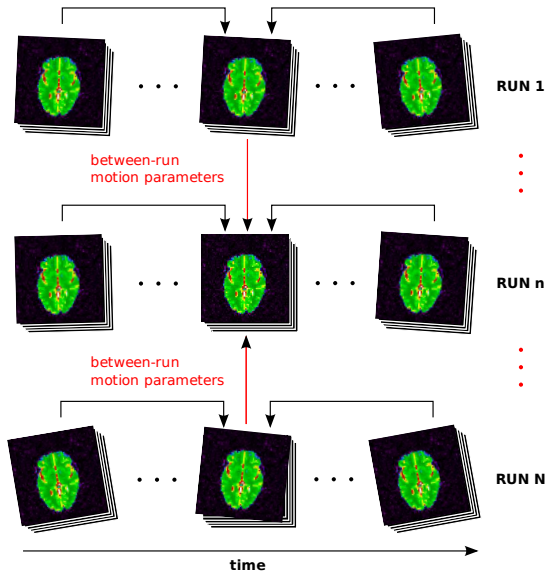 RUN 1
between-run
motion parameters
RUN n
between-run
motion parameters
RUN N
time